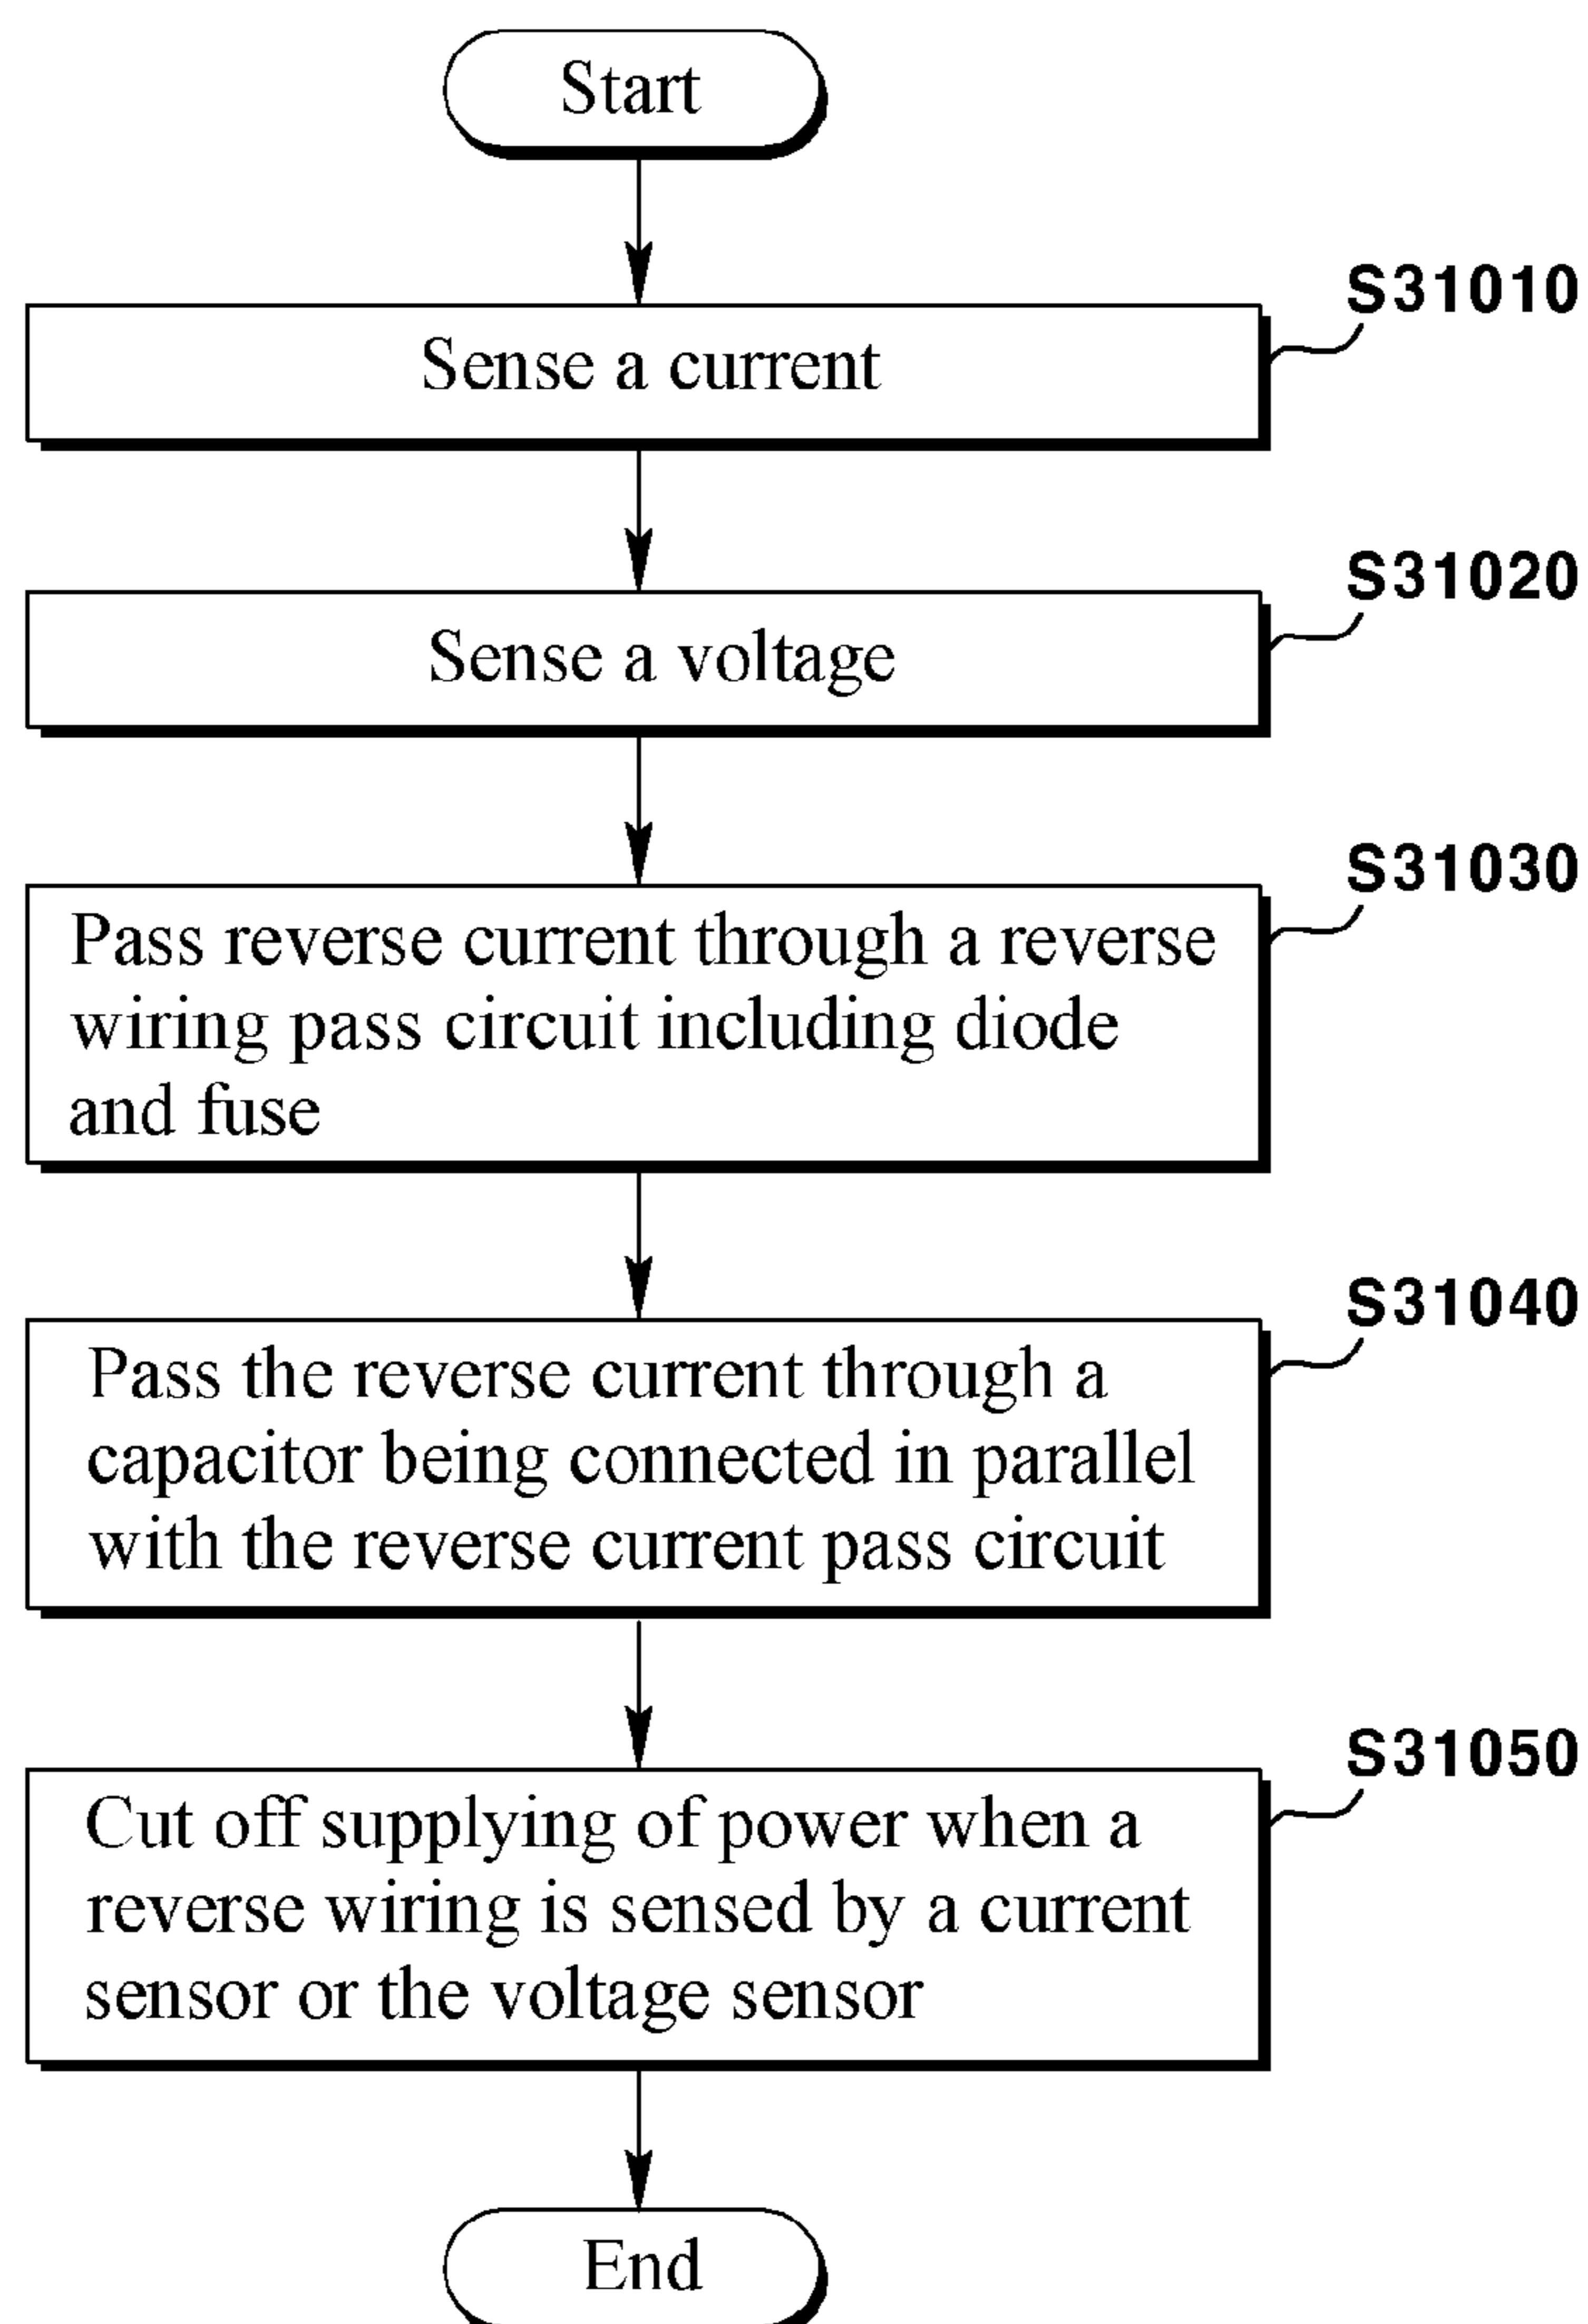 Start
S31010
Sense a current
S31020
Sense a voltage
S31030
Pass reverse current through a reverse
wiring pass circuit including diode
and fuse
S31040
Pass the reverse current through a
capacitor being connected in parallel
with the reverse current pass circuit
S31050
Cut off supplying of power when a
reverse wiring is sensed by a current
sensor or the voltage sensor
End